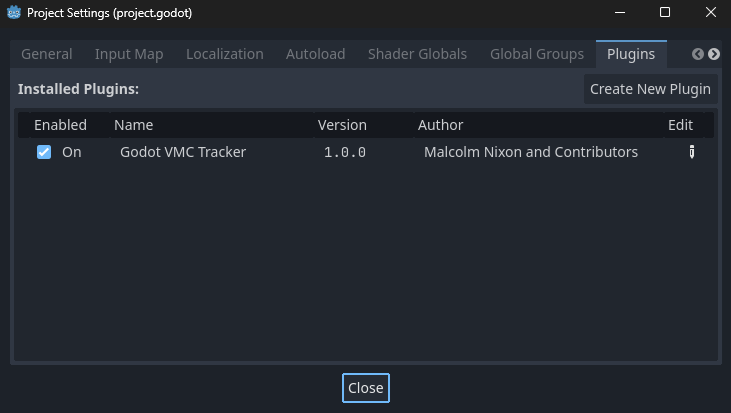 Project Settings (project.godot)
General Input Map Localization Autoload Shader Globals Global Groups Plugins
Installed Plugins: Create New Plugin
Enabled Name Version Author Edit
On Godot VMC Tracker 1.0.0 Malcolm Nixon and Contributors
Close